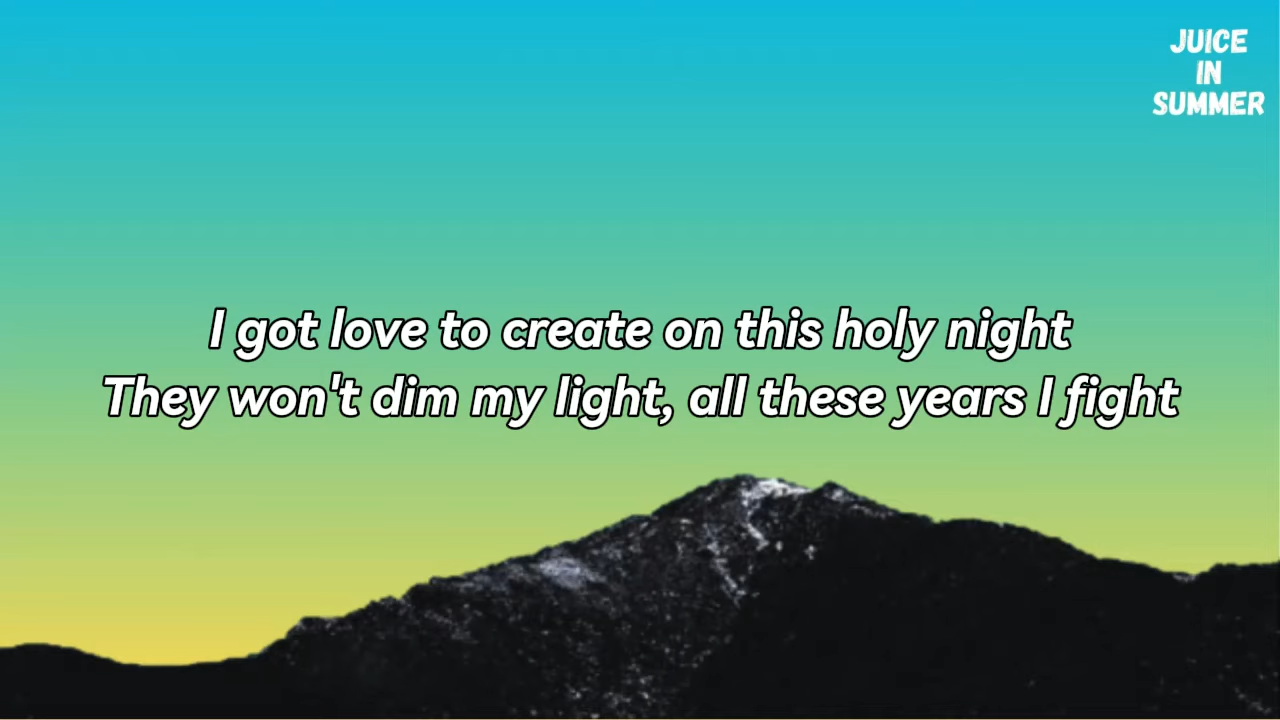 JUICE
IN
SUMMER
I got love to create on this holy night
They won't dim my light, all these years I fight